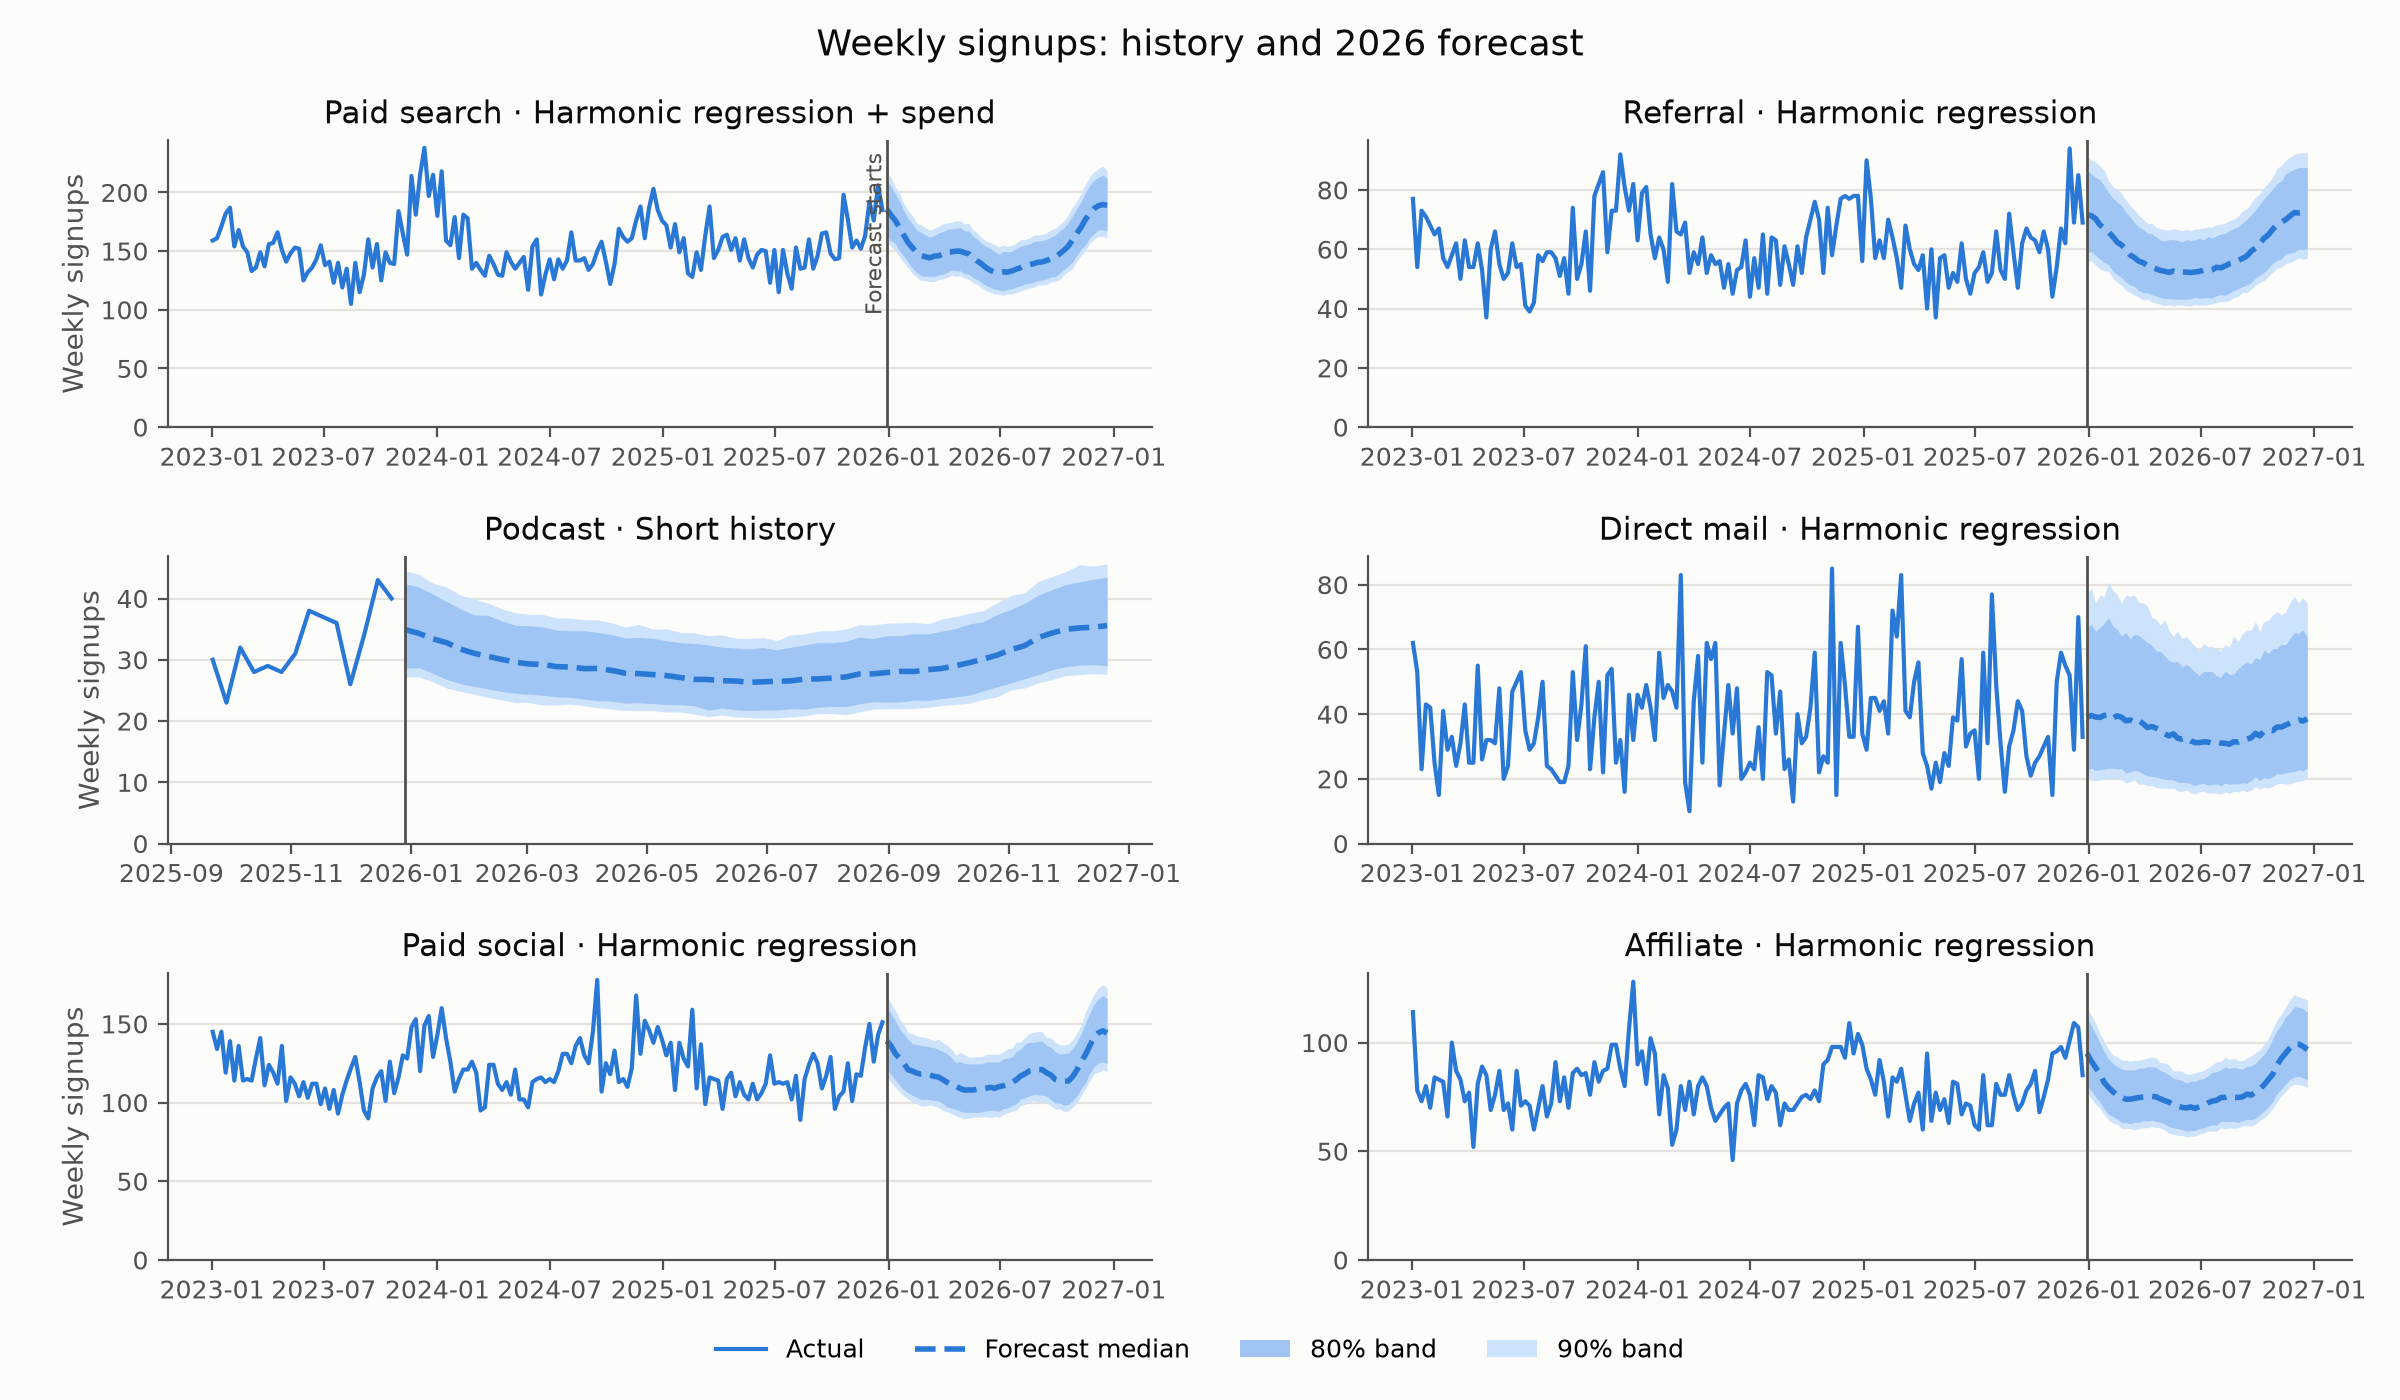 Weekly signups: history and 2026 forecast
Paid search · Harmonic regression + spend
Weekly signups
200
150
100
50
0
Forecast starts
2023-01 2023-07 2024-01 2024-07 2025-01 2025-07 2026-01 2026-07 2027-01
Referral · Harmonic regression
80
60
40
20
0
2023-01 2023-07 2024-01 2024-07 2025-01 2025-07 2026-01 2026-07 2027-01
Podcast · Short history
Weekly signups
40
30
20
10
0
2025-09 2025-11 2026-01 2026-03 2026-05 2026-07 2026-09 2026-11 2027-01
Direct mail · Harmonic regression
80
60
40
20
0
2023-01 2023-07 2024-01 2024-07 2025-01 2025-07 2026-01 2026-07 2027-01
Paid social · Harmonic regression
Weekly signups
150
100
50
0
2023-01 2023-07 2024-01 2024-07 2025-01 2025-07 2026-01 2026-07 2027-01
Affiliate · Harmonic regression
100
50
0
2023-01 2023-07 2024-01 2024-07 2025-01 2025-07 2026-01 2026-07 2027-01
Actual Forecast median 80% band 90% band